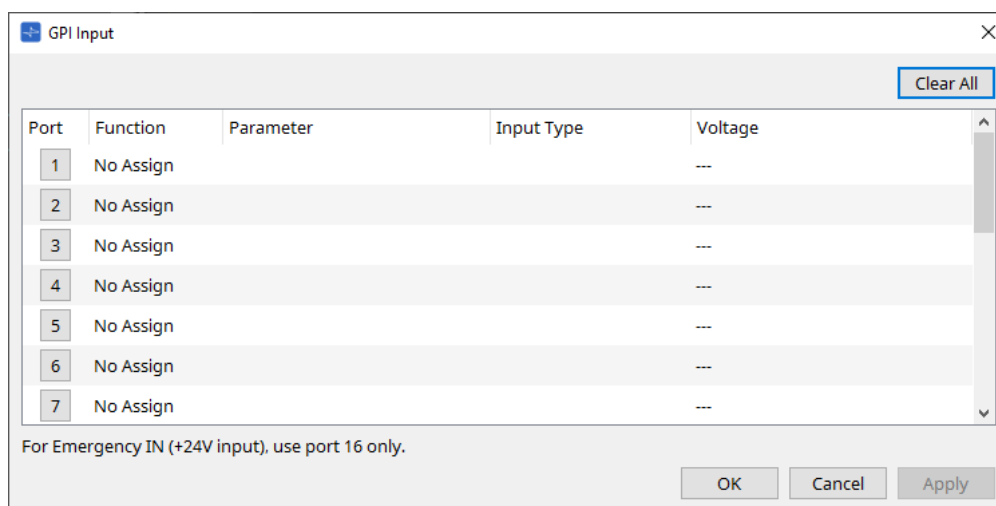 GPI Input
Clear All
Port Function Parameter Input Type Voltage
1 No Assign ---
2 No Assign ---
3 No Assign ---
4 No Assign ---
5 No Assign ---
6 No Assign ---
7 No Assign ---
For Emergency IN (+24V input), use port 16 only.
OK Cancel Apply